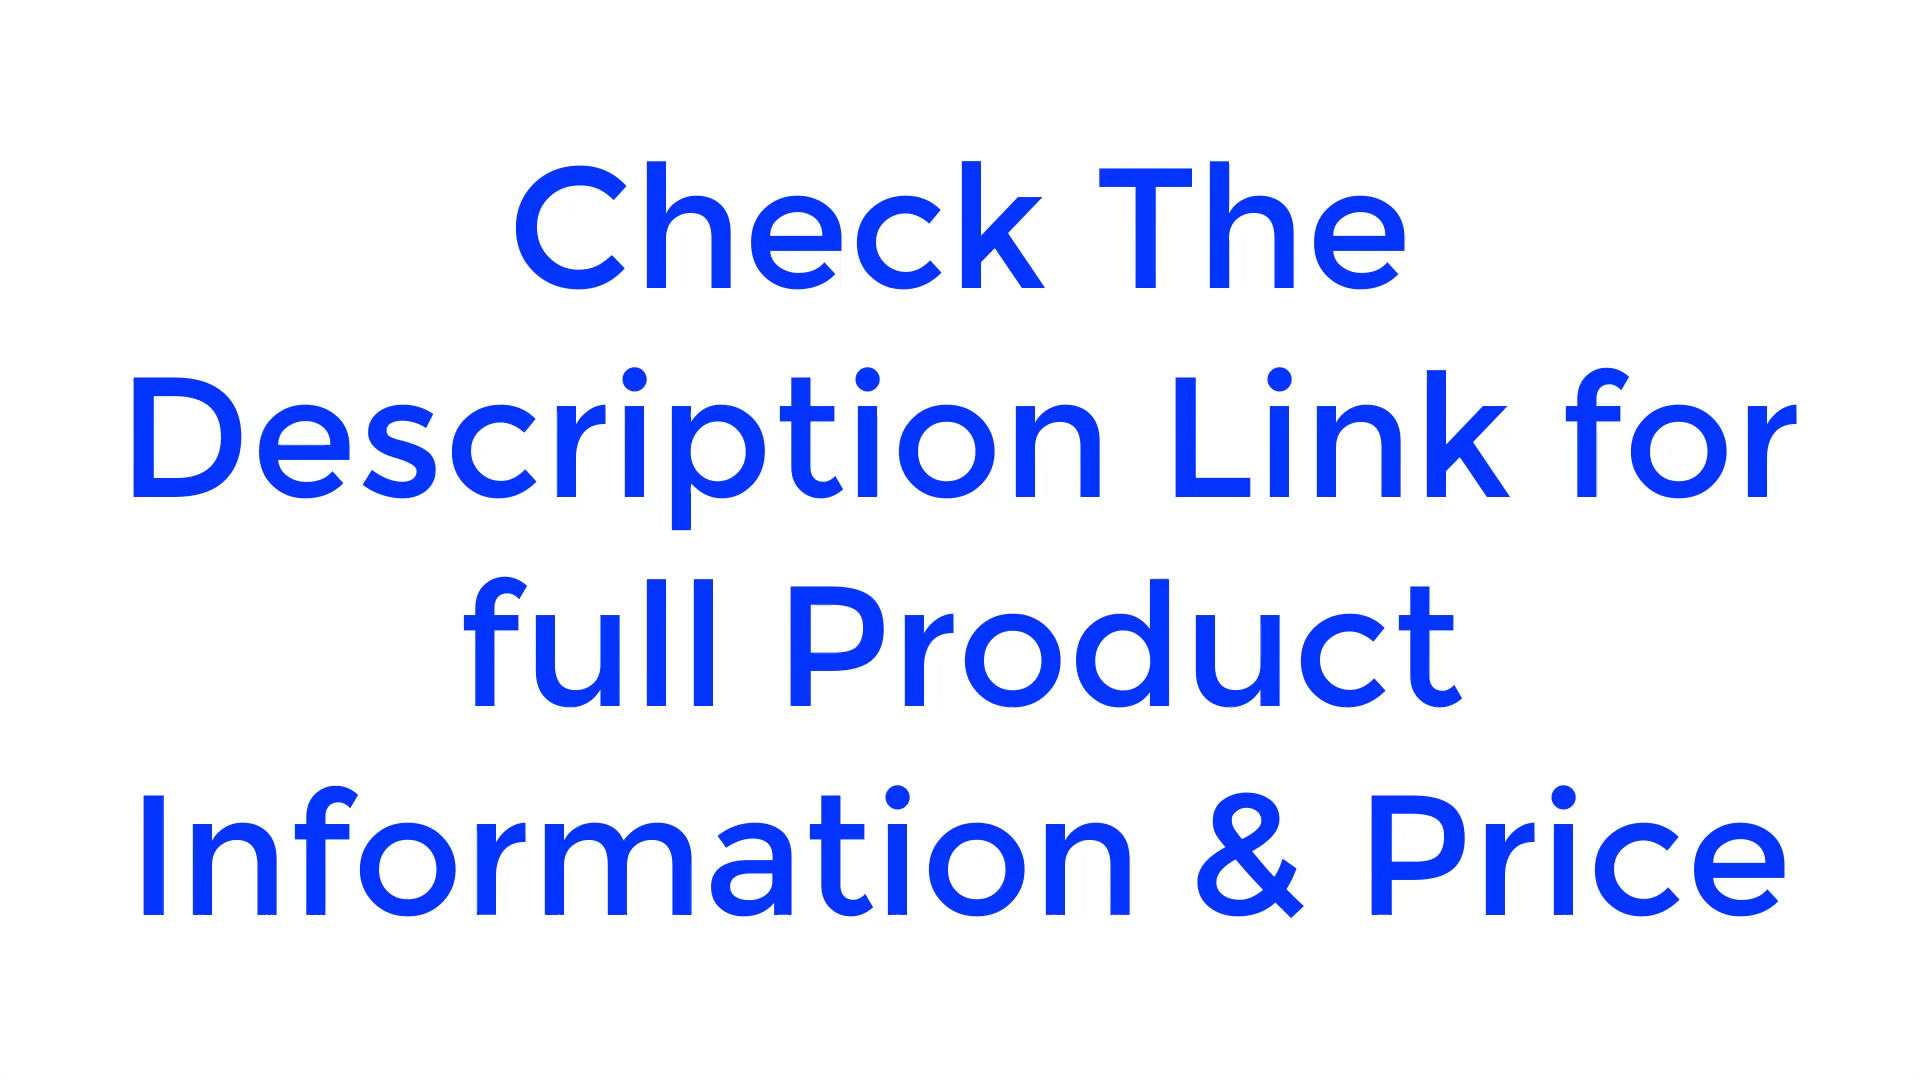 Check The
Description Link for
full Product
Information & Price